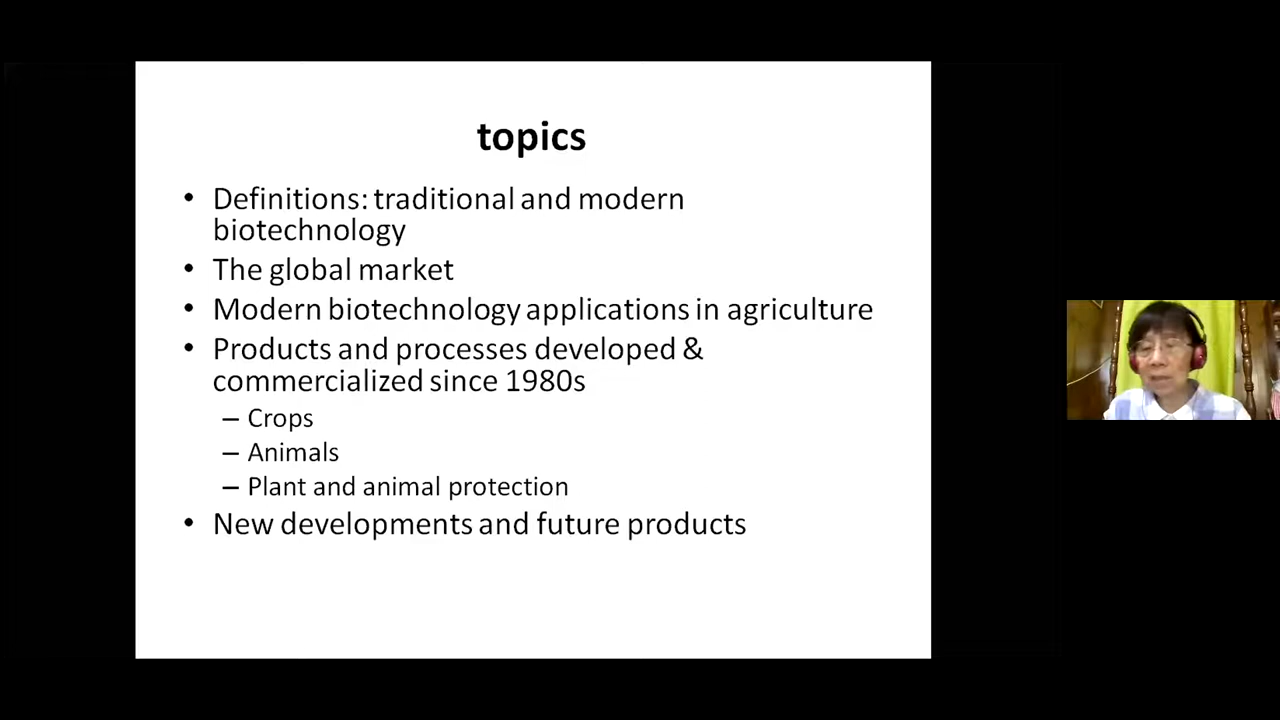 topics
• Definitions: traditional and modern
biotechnology
• The global market
• Modern biotechnology applications in agriculture
• Products and processes developed &
commercialized since 1980s
– Crops
– Animals
– Plant and animal protection
• New developments and future products